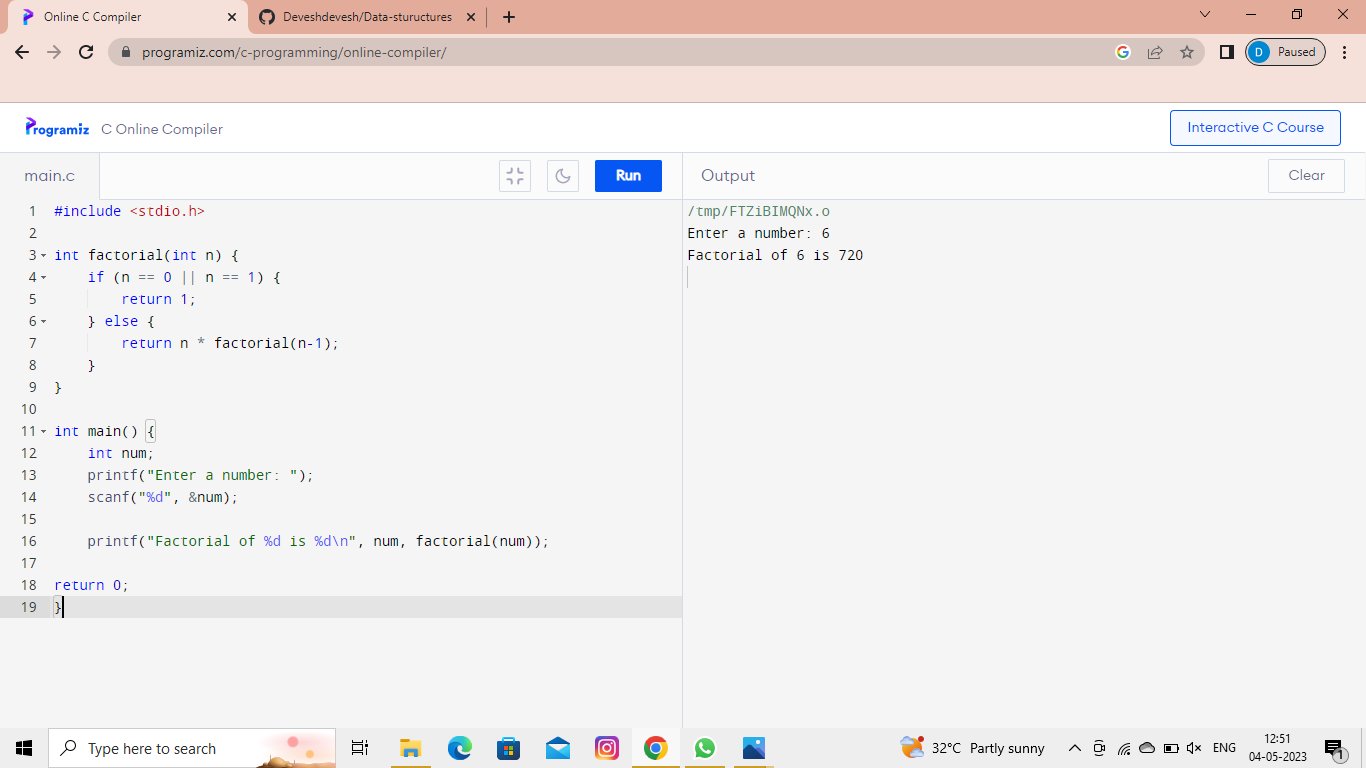 Online C Compiler
Deveshdevesh/Data-stuructures
programiz.com/c-programming/online-compiler/
D
Paused
Programiz
C Online Compiler
Interactive C Course
main.c
Run
Output
Clear
1 #include <stdio.h>
2
3 int factorial(int n) {
4     if (n == 0 || n == 1) {
5         return 1;
6     } else {
7         return n * factorial(n-1);
8     }
9 }
10
11 int main() {
12     int num;
13     printf("Enter a number: ");
14     scanf("%d", &num);
15
16     printf("Factorial of %d is %d\n", num, factorial(num));
17
18 return 0;
19 }
/tmp/FTZiBIMQNx.o
Enter a number: 6
Factorial of 6 is 720
Type here to search
32°C Partly sunny
ENG
12:51
04-05-2023
1